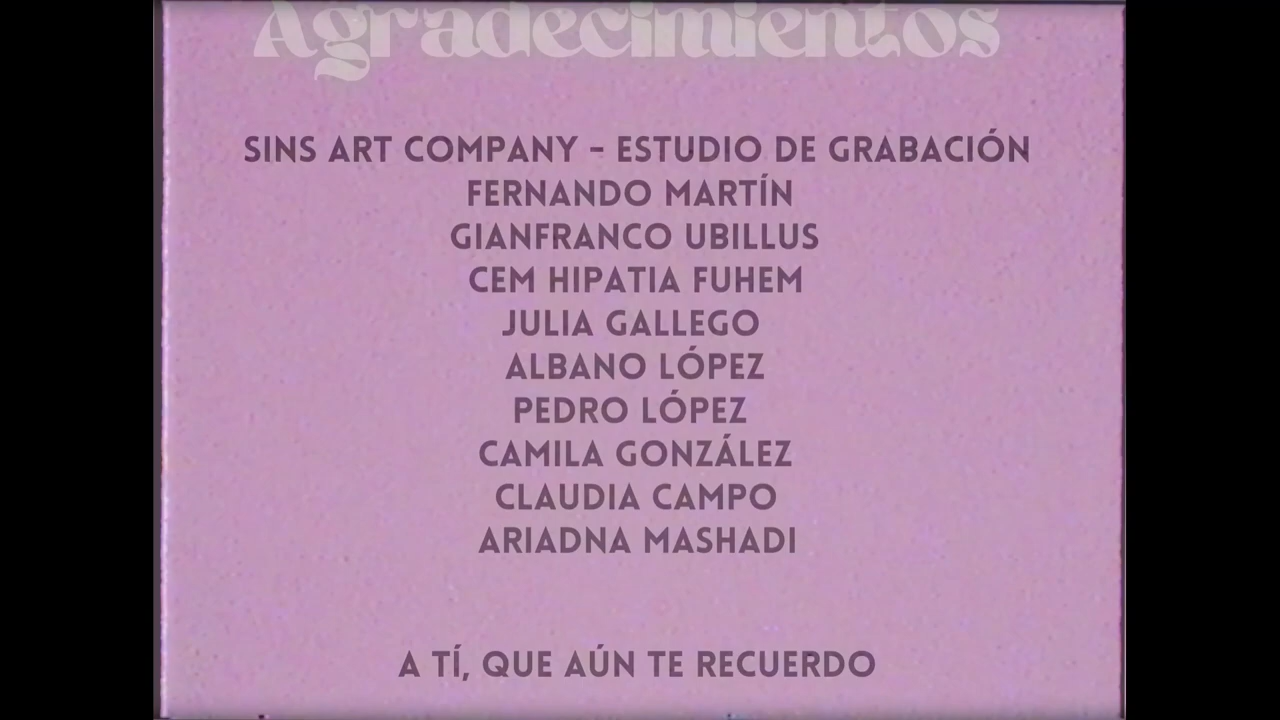 Agradecimientos
SINS ART COMPANY - ESTUDIO DE GRABACIÓN
FERNANDO MARTÍN
GIANFRANCO UBILLUS
CEM HIPATIA FUHEM
JULIA GALLEGO
ALBANO LÓPEZ
PEDRO LÓPEZ
CAMILA GONZÁLEZ
CLAUDIA CAMPO
ARIADNA MASHADI
A TÍ, QUE AÚN TE RECUERDO